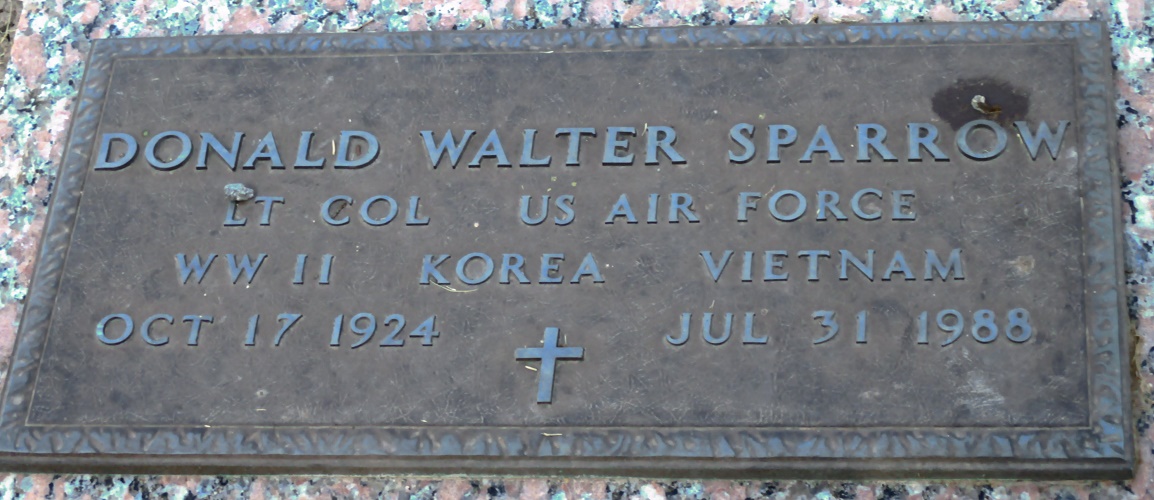 DONALD WALTER SPARROW
LT COL US AIR FORCE
WW II KOREA VIETNAM
OCT 17 1924 JUL 31 1988